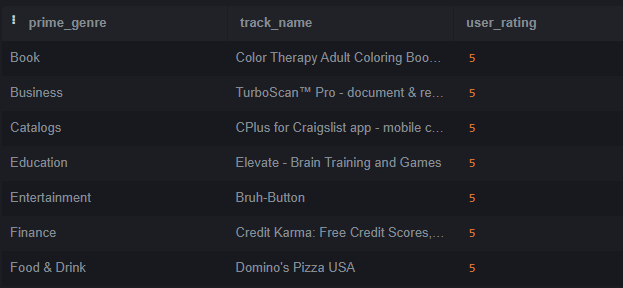 prime_genre track_name user_rating
Book Color Therapy Adult Coloring Boo... 5
Business TurboScan™ Pro - document & re... 5
Catalogs CPlus for Craigslist app - mobile c... 5
Education Elevate - Brain Training and Games 5
Entertainment Bruh-Button 5
Finance Credit Karma: Free Credit Scores,... 5
Food & Drink Domino's Pizza USA 5